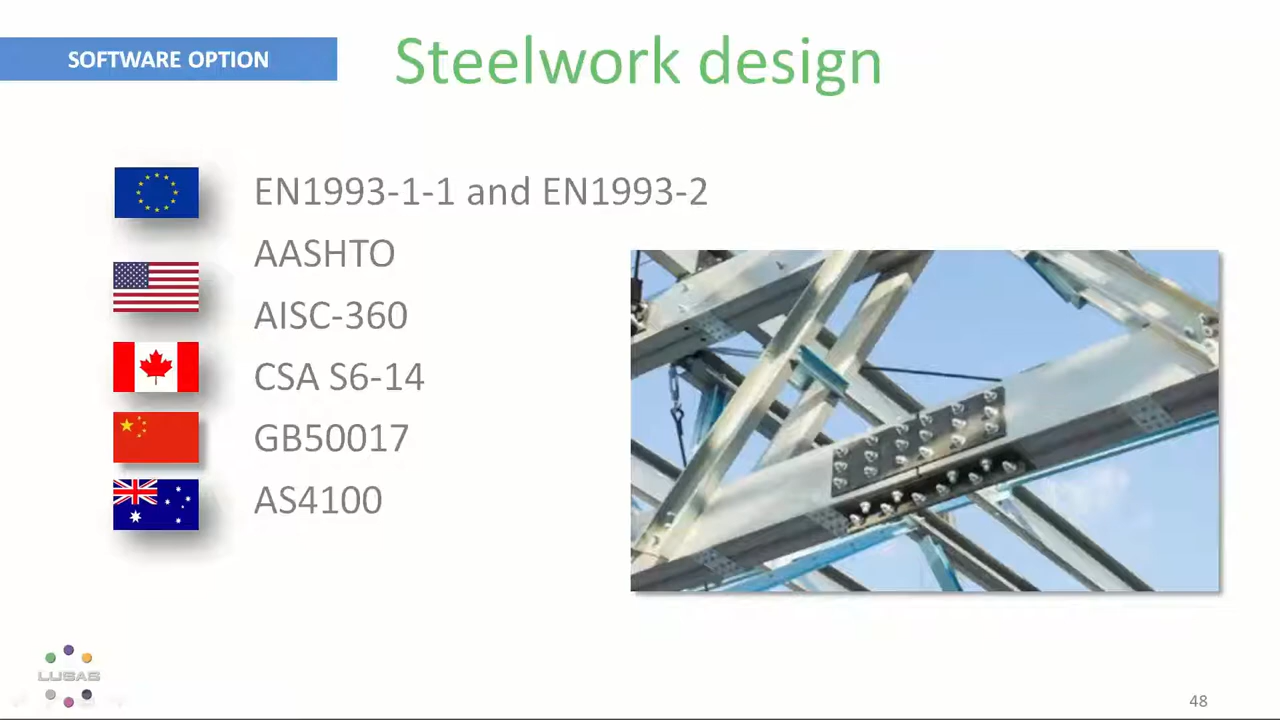 SOFTWARE OPTION
Steelwork design
EN1993-1-1 and EN1993-2
AASHTO
AISC-360
CSA S6-14
GB50017
AS4100
LUSAS
48